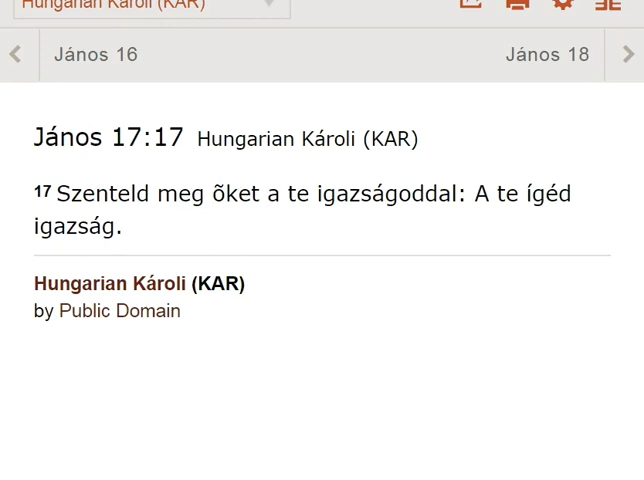 Hungarian Károli (KAR)
János 16
János 18
János 17:17 Hungarian Károli (KAR)
17 Szenteld meg õket a te igazságoddal: A te ígéd
igazság.
Hungarian Károli (KAR)
by Public Domain